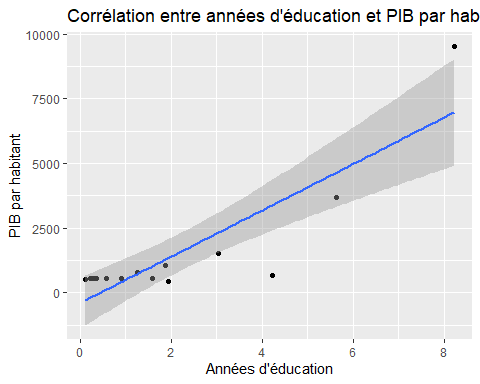 Corrélation entre années d'éducation et PIB par hab
10000
7500
5000
2500
0
PIB par habitant
0 2 4 6 8
Années d'éducation